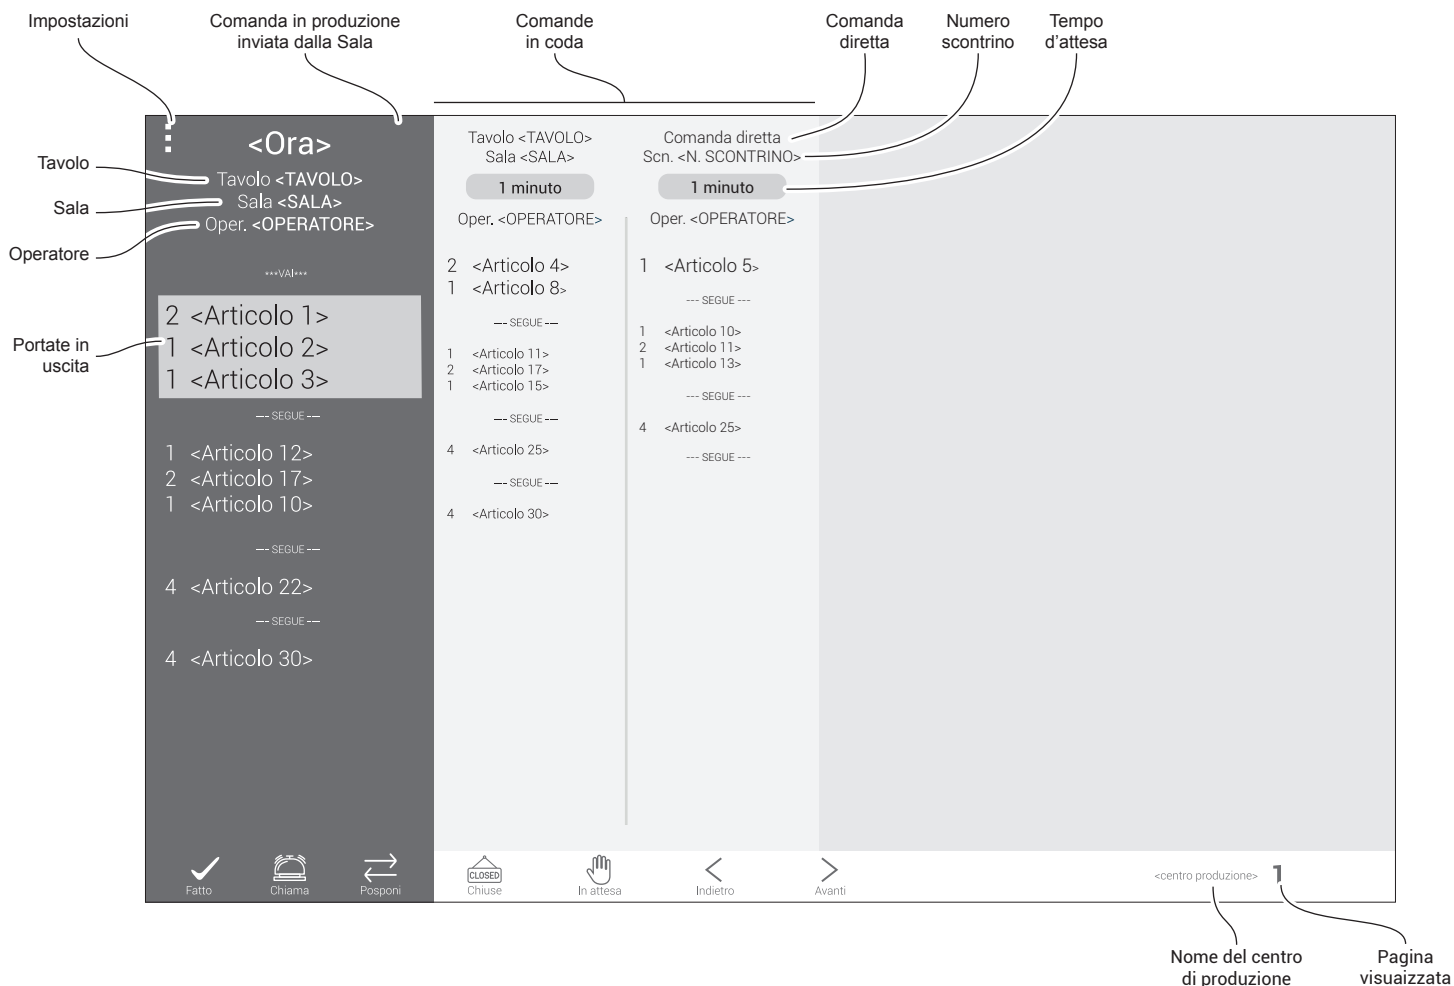 Impostazioni
Comanda in produzione
inviata dalla Sala
Comande
in coda
Comanda
diretta
Numero
scontrino
Tempo
d'attesa
Tavolo
Sala
Operatore
Portate in
uscita
<Ora>
Tavolo <TAVOLO>
Sala <SALA>
Oper. <OPERATORE>
***VAI***
2 <Articolo 1>
1 <Articolo 2>
1 <Articolo 3>
--- SEGUE ---
1 <Articolo 12>
2 <Articolo 17>
1 <Articolo 10>
--- SEGUE ---
4 <Articolo 22>
--- SEGUE ---
4 <Articolo 30>
Fatto
Chiama
Posponi
Tavolo <TAVOLO>
Sala <SALA>
1 minuto
Oper. <OPERATORE>
2 <Articolo 4>
1 <Articolo 8>
--- SEGUE ---
1 <Articolo 11>
2 <Articolo 17>
1 <Articolo 15>
--- SEGUE ---
4 <Articolo 25>
--- SEGUE ---
4 <Articolo 30>
Comanda diretta
Scn. <N. SCONTRINO>
1 minuto
Oper. <OPERATORE>
1 <Articolo 5>
--- SEGUE ---
1 <Articolo 10>
2 <Articolo 11>
1 <Articolo 13>
--- SEGUE ---
4 <Articolo 25>
--- SEGUE ---
CLOSED
Chiuse
In attesa
Indietro
Avanti
<centro produzione>
1
Nome del centro
di produzione
Pagina
visuaizzata